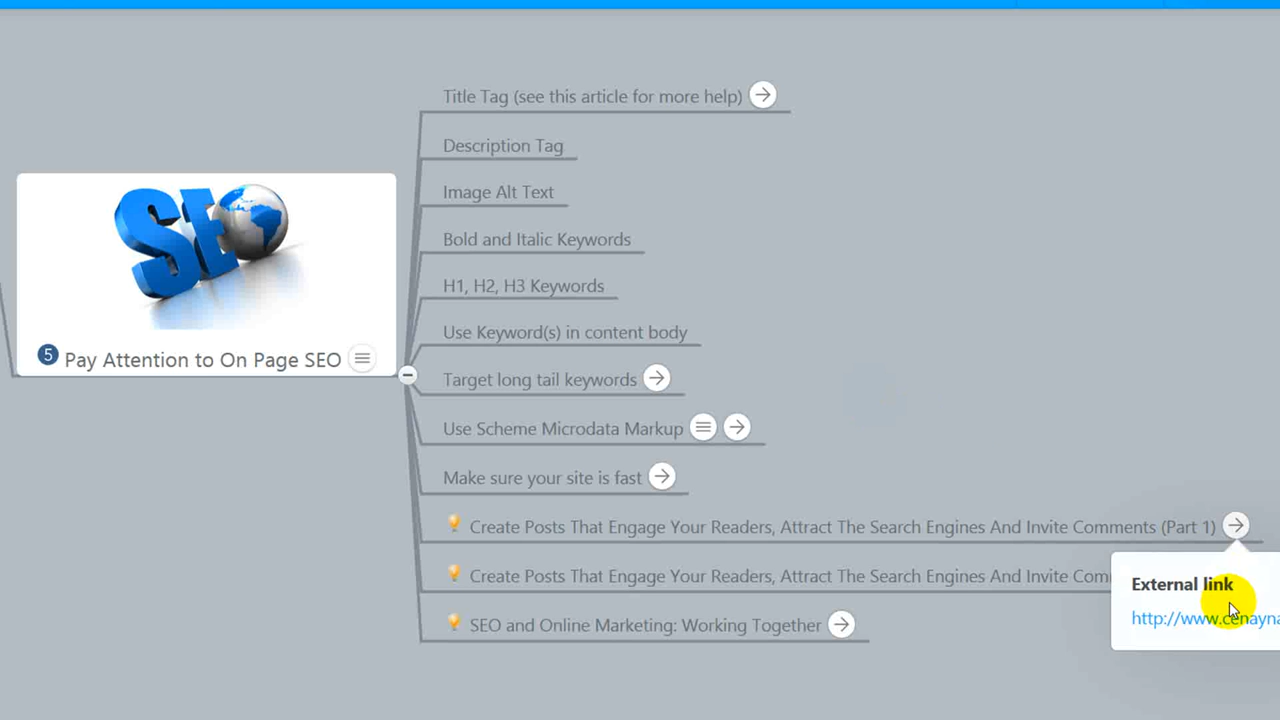 Title Tag (see this article for more help)
Description Tag
Image Alt Text
Bold and Italic Keywords
H1, H2, H3 Keywords
Use Keyword(s) in content body
Target long tail keywords
Use Scheme Microdata Markup
Make sure your site is fast
Create Posts That Engage Your Readers, Attract The Search Engines And Invite Comments (Part 1)
Create Posts That Engage Your Readers, Attract The Search Engines And Invite
SEO and Online Marketing: Working Together
SEO
5 Pay Attention to On Page SEO
External link
http://www.cenayna